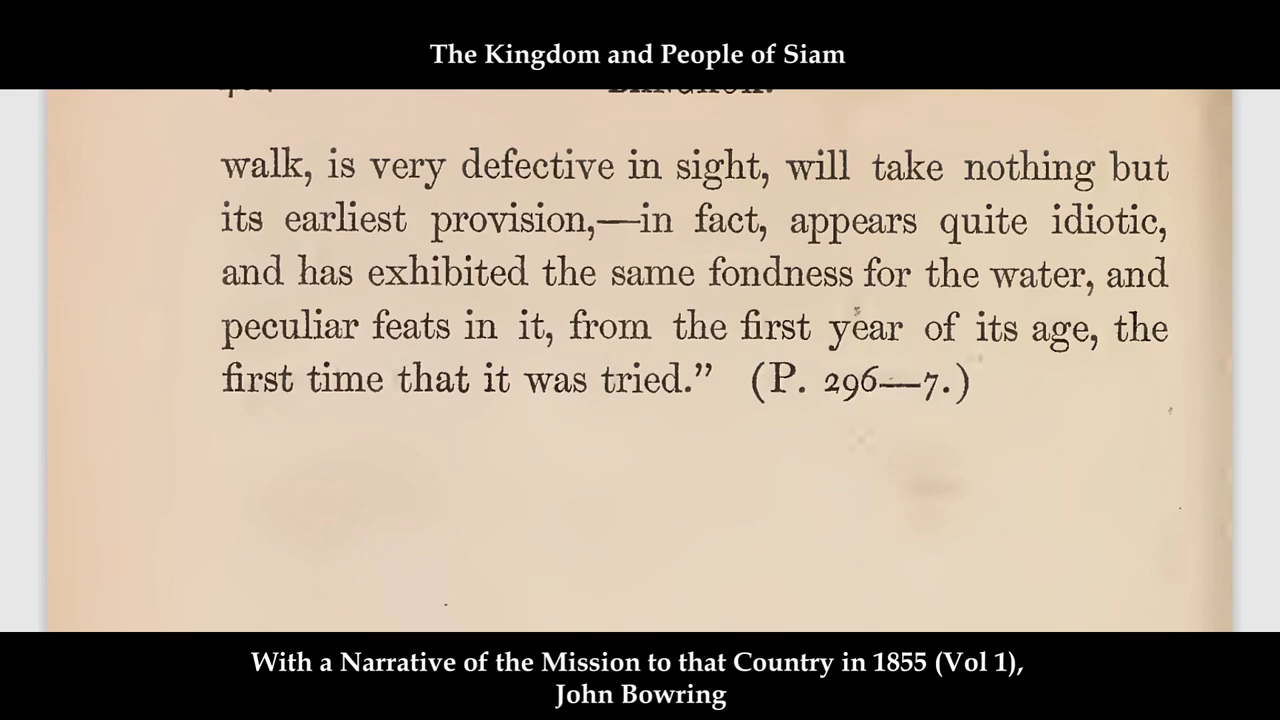 The Kingdom and People of Siam
walk, is very defective in sight, will take nothing but
its earliest provision,—in fact, appears quite idiotic,
and has exhibited the same fondness for the water, and
peculiar feats in it, from the first year of its age, the
first time that it was tried.” (P. 296—7.)
With a Narrative of the Mission to that Country in 1855 (Vol 1),
John Bowring